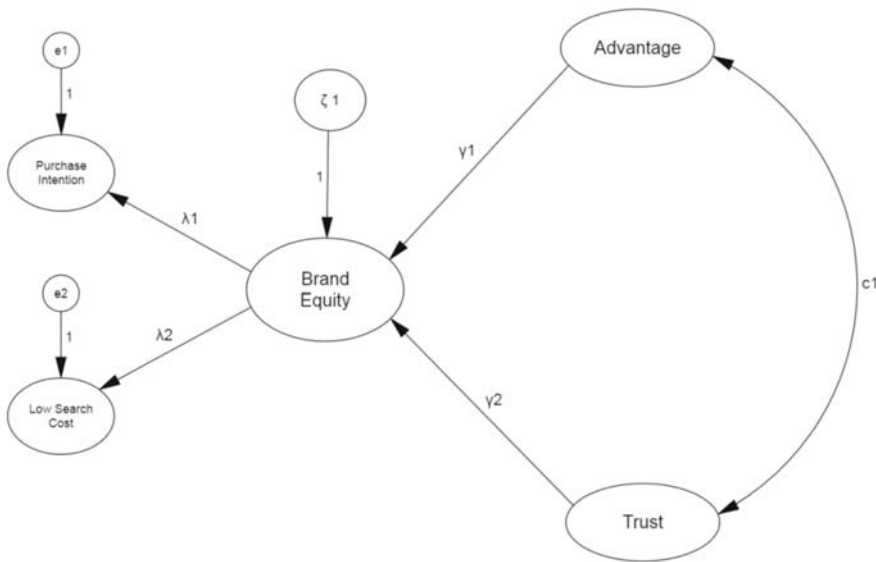 e1
1
Purchase
Intention
λ1
e2
1
Low Search
Cost
λ2
ζ 1
1
Brand
Equity
Advantage
γ1
γ2
Trust
c1